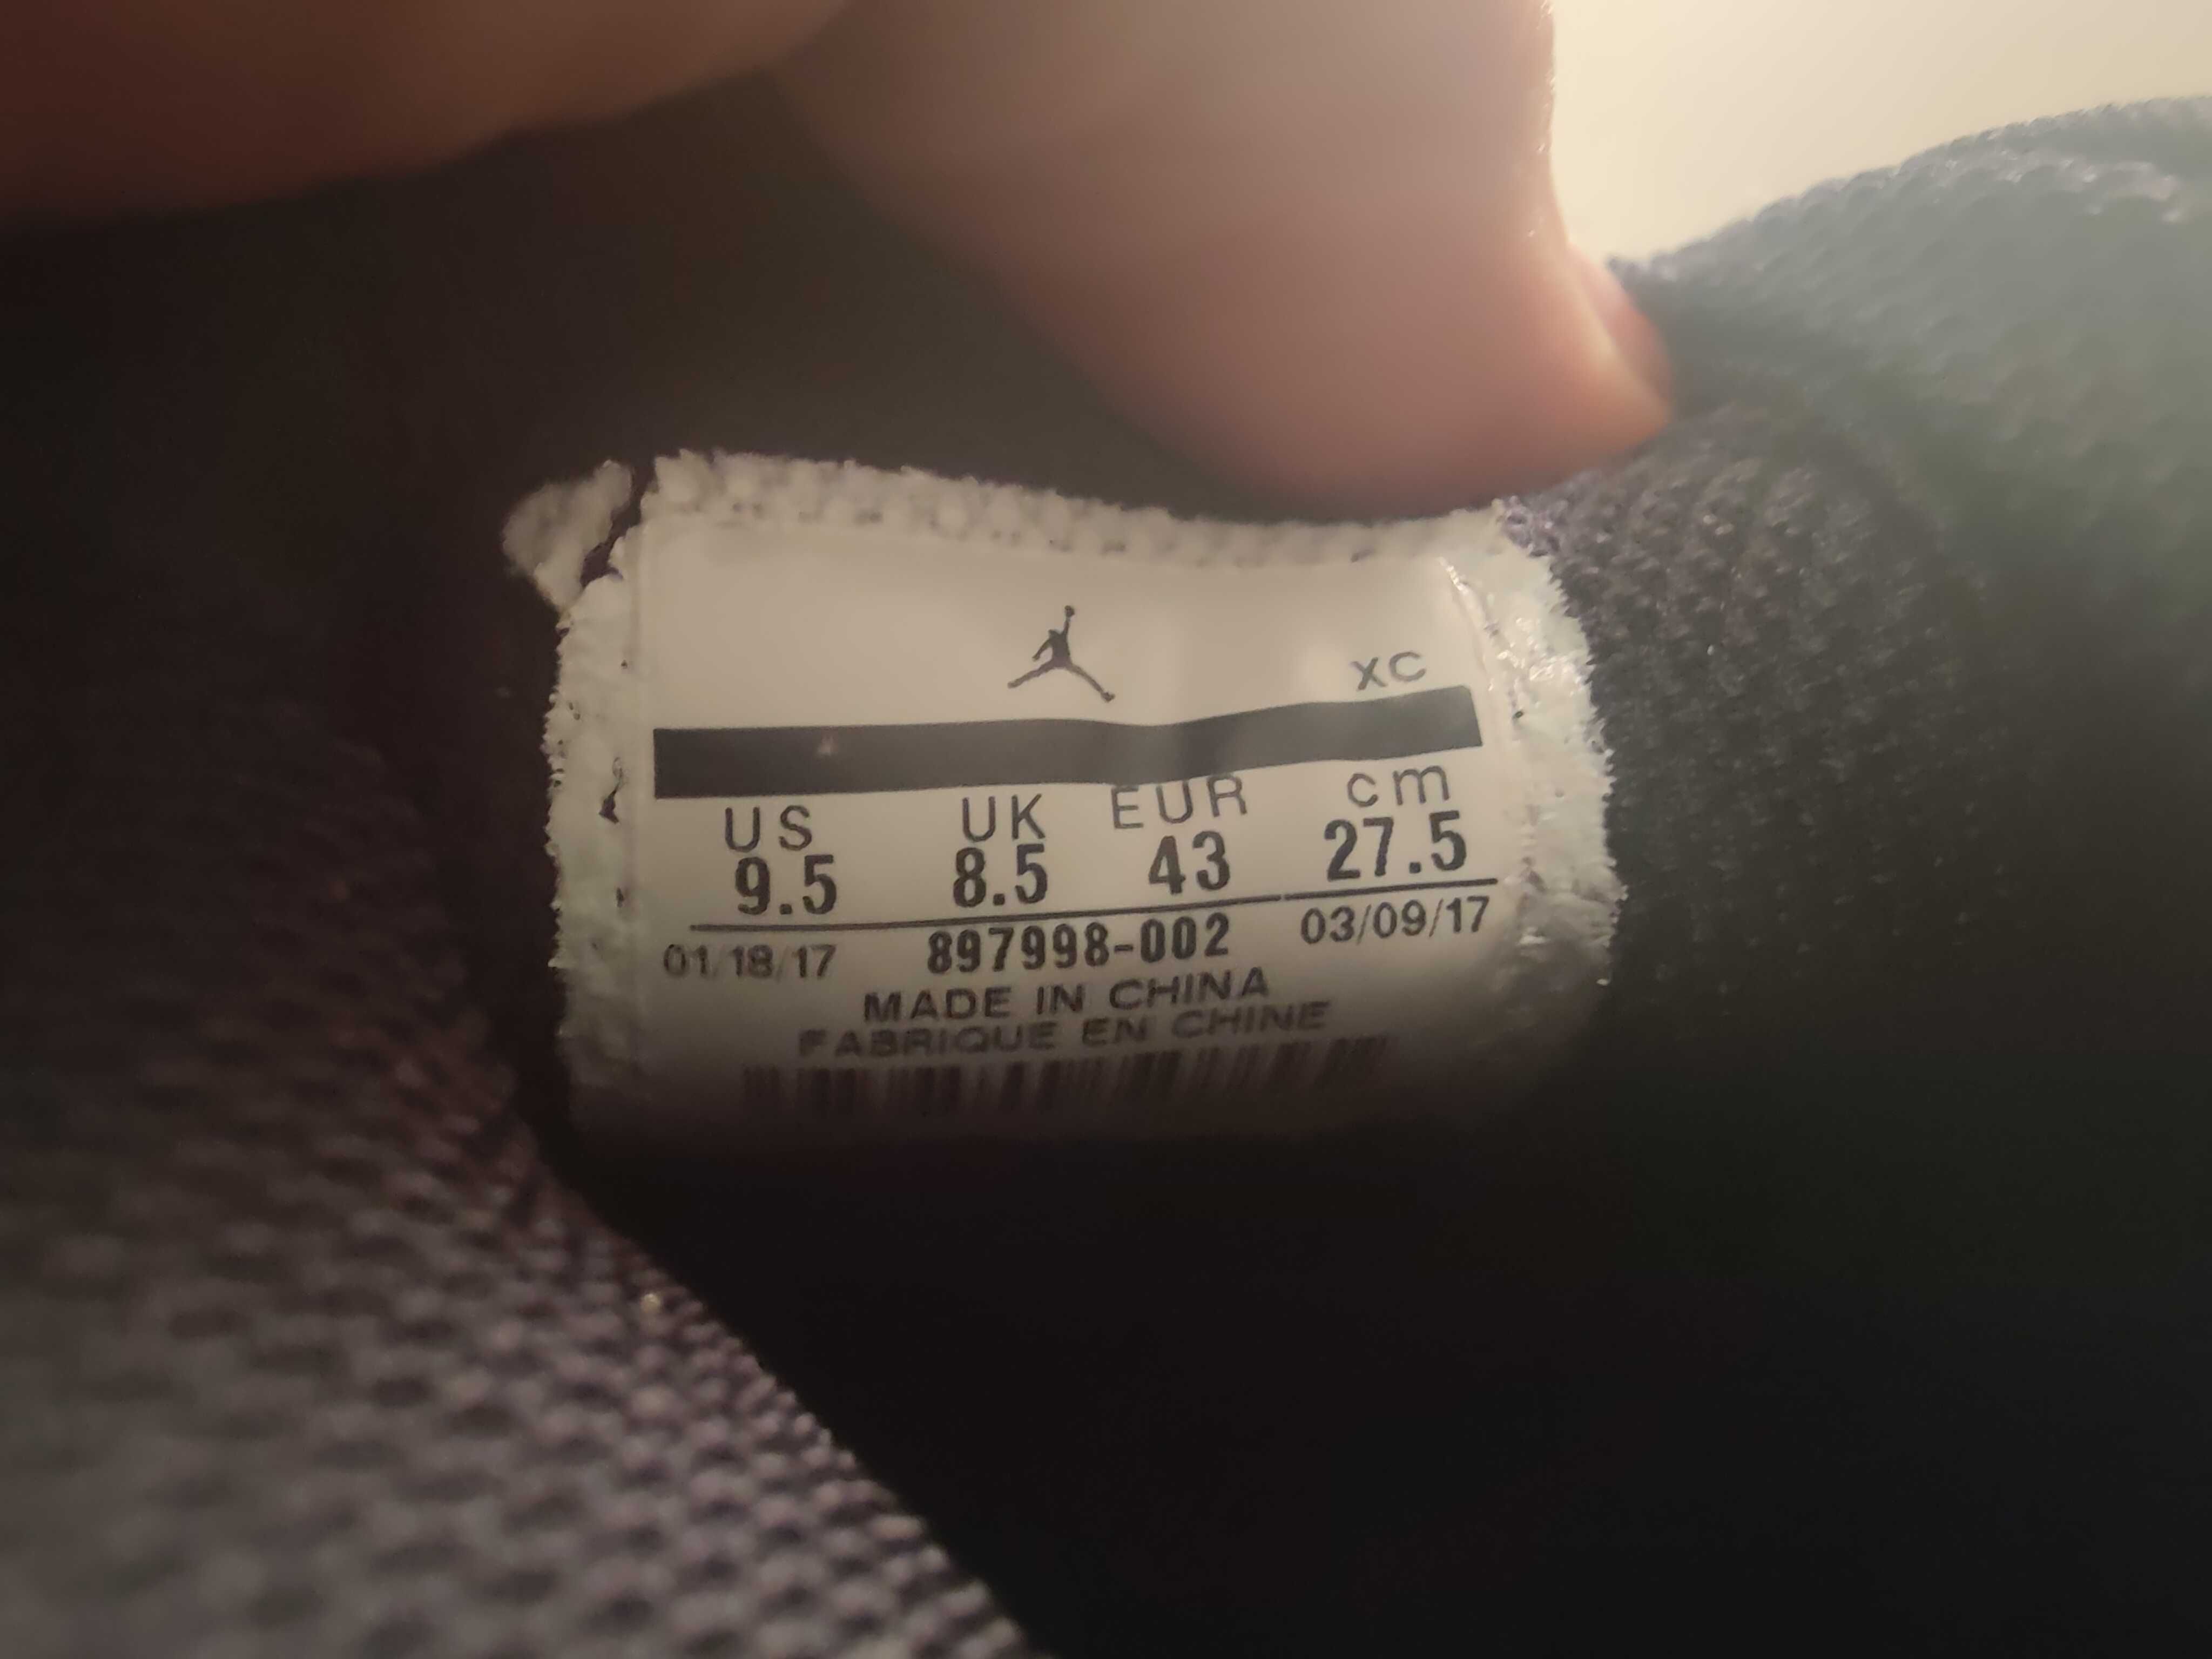 XC
US UK EUR cm
9.5 8.5 43 27.5
01/18/17 897998-002 03/09/17
MADE IN CHINA
FABRIQUE EN CHINE